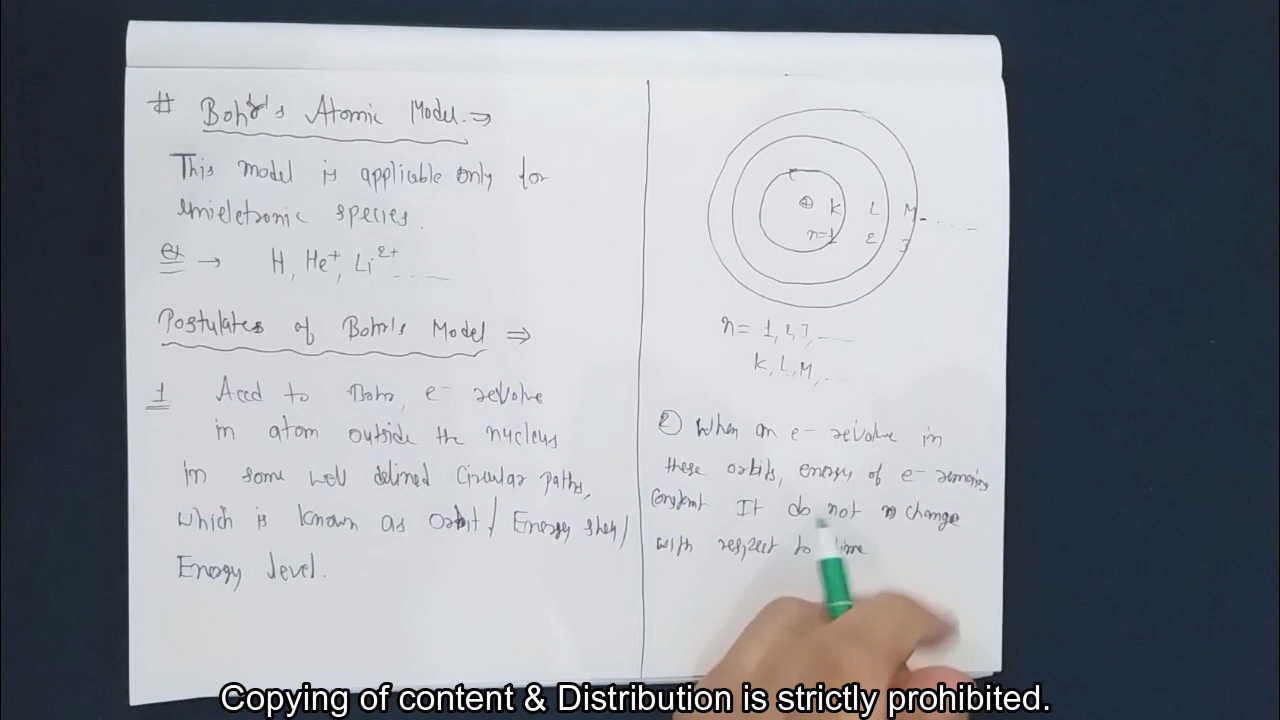 # Bohr's Atomic Model. ⇒
This model is applicable only for
unieletronic species.
ex → H, He⁺, Li²⁺ .....
Postulates of Bohr's Model ⇒
1 Accd to Bohr, e⁻ revolve
in atom outside the nucleus
in some well defined Circular paths,
which is known as orbit / Energy shell /
Energy level.
+ K L M - .....
n=1 2 3
n = 1, 2, 3, .....
K, L, M, ...
② When an e⁻ revolve in
these orbits, energy of e⁻ remains
constant. It do not change
with respect to time
Copying of content & Distribution is strictly prohibited.